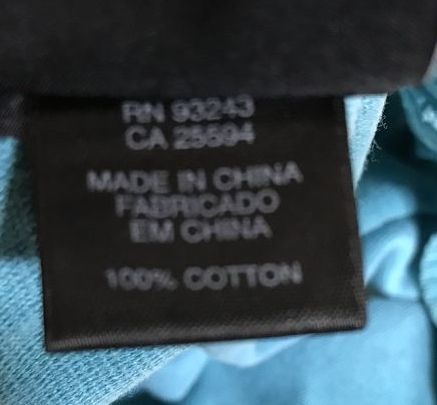 RN 93243
CA 25594
MADE IN CHINA
FABRICADO
EM CHINA
100% COTTON